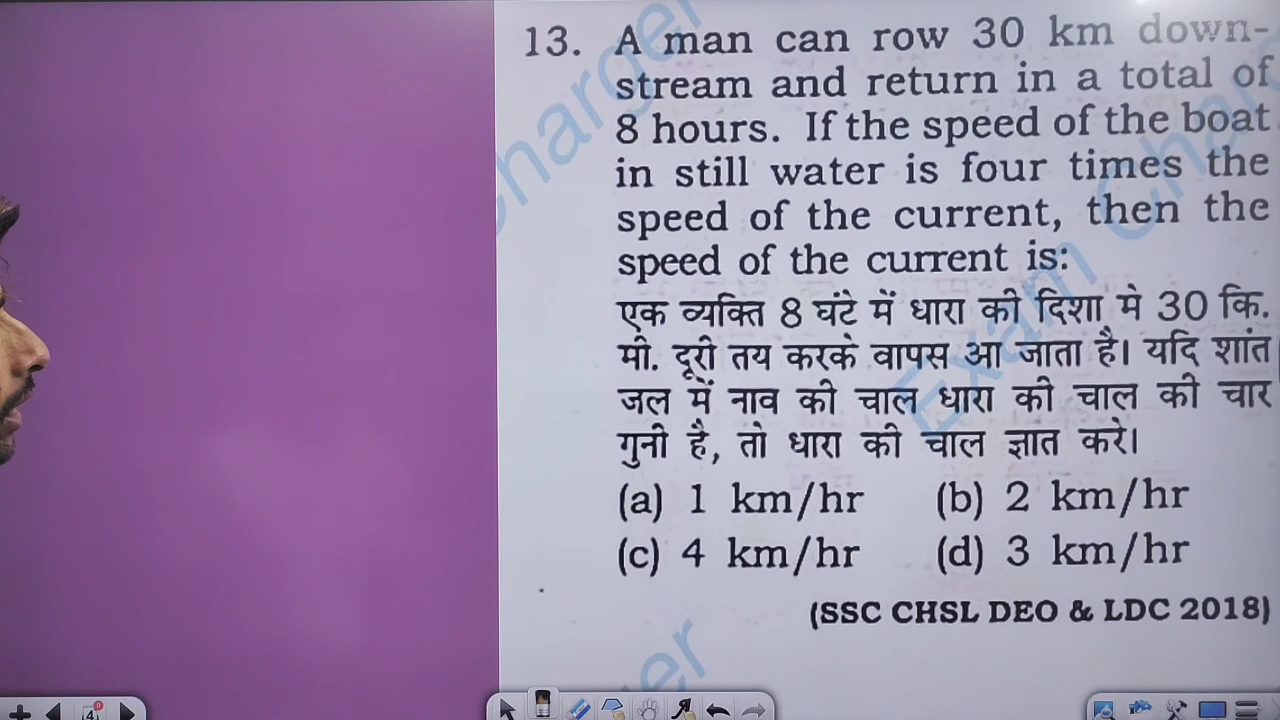 13. A man can row 30 km down-
stream and return in a total of
8 hours. If the speed of the boat
in still water is four times the
speed of the current, then the
speed of the current is:
एक व्यक्ति 8 घंटे में धारा की दिशा मे 30 कि.
मी. दूरी तय करके वापस आ जाता है। यदि शांत
जल में नाव की चाल धारा की चाल की चार
गुनी है, तो धारा की चाल ज्ञात करे।
(a) 1 km/hr (b) 2 km/hr
(c) 4 km/hr (d) 3 km/hr
(SSC CHSL DEO & LDC 2018)
Exam Charger